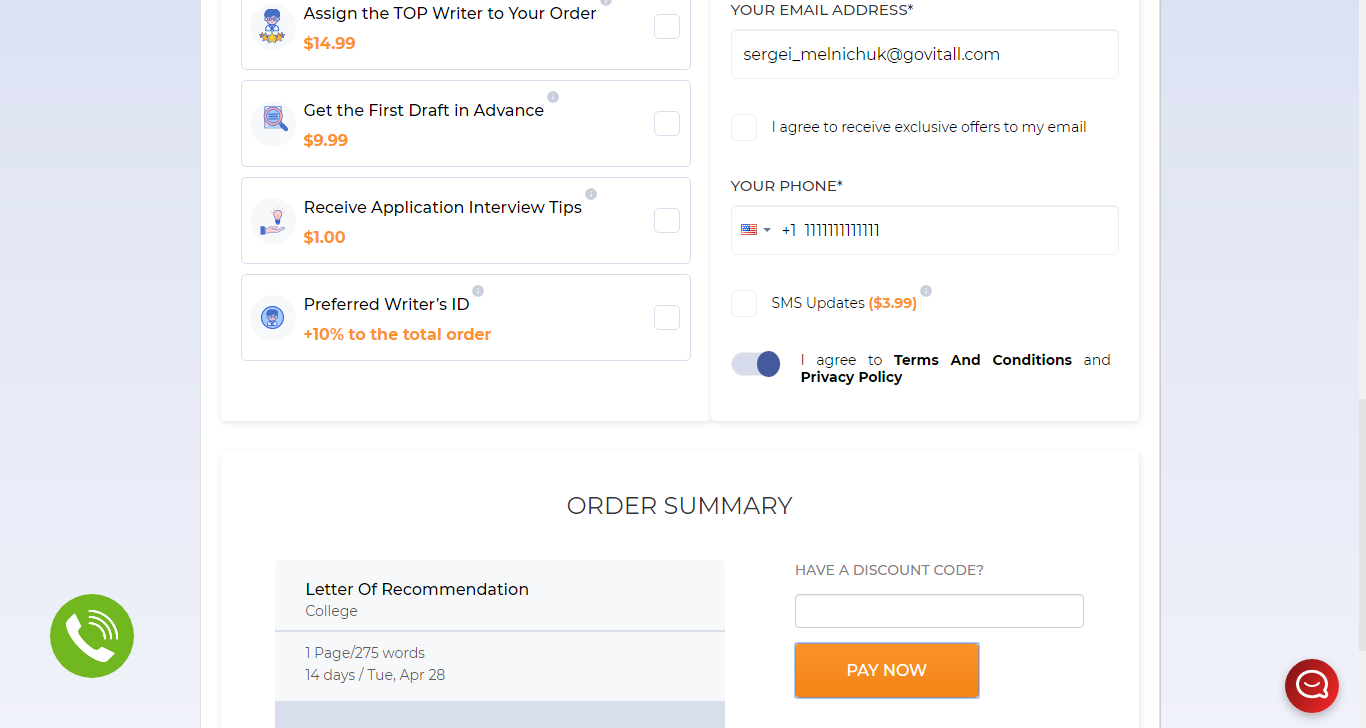 Assign the TOP Writer to Your Order
$14.99
Get the First Draft in Advance
$9.99
Receive Application Interview Tips
$1.00
Preferred Writer’s ID
+10% to the total order
YOUR EMAIL ADDRESS*
sergei_melnichuk@govitall.com
I agree to receive exclusive offers to my email
YOUR PHONE*
+1 1111111111111
SMS Updates ($3.99)
I agree to Terms And Conditions and
Privacy Policy
ORDER SUMMARY
Letter Of Recommendation
College
1 Page/275 words
14 days / Tue, Apr 28
HAVE A DISCOUNT CODE?
PAY NOW